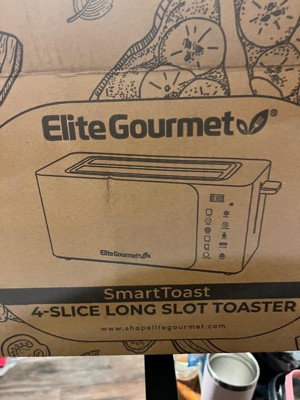 Elite Gourmet®
Elite Gourmet
SmartToast
4-SLICE LONG SLOT TOASTER
www.shopelitegourmet.com